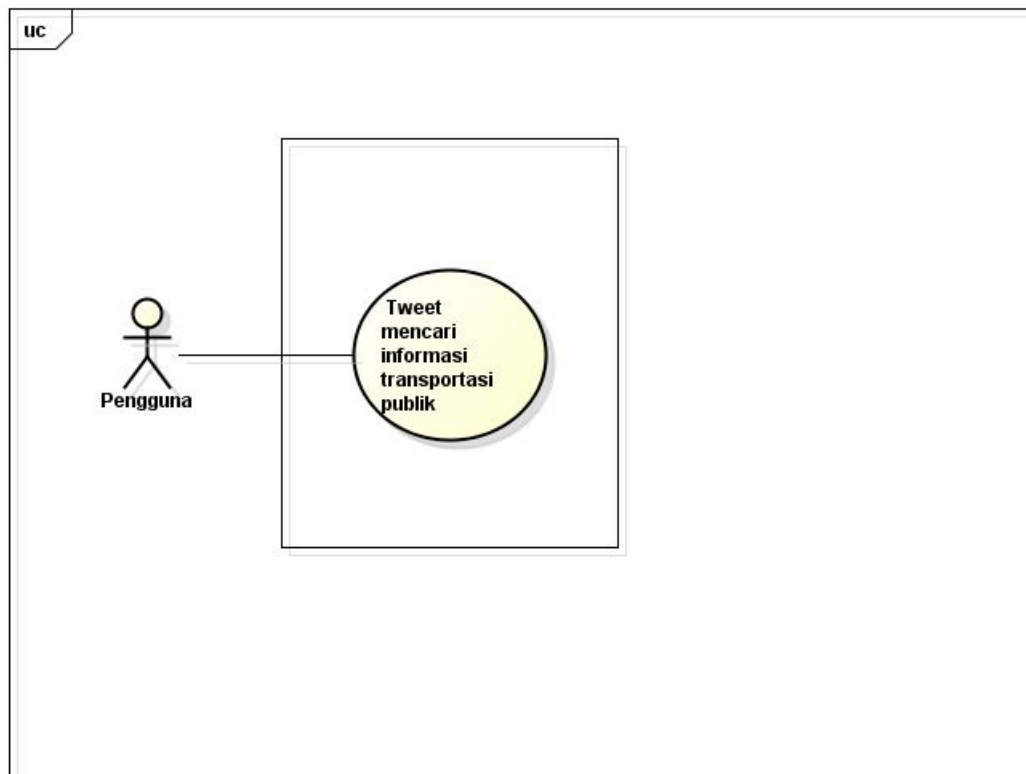 uc
Tweet
mencari
informasi
transportasi
publik
Pengguna